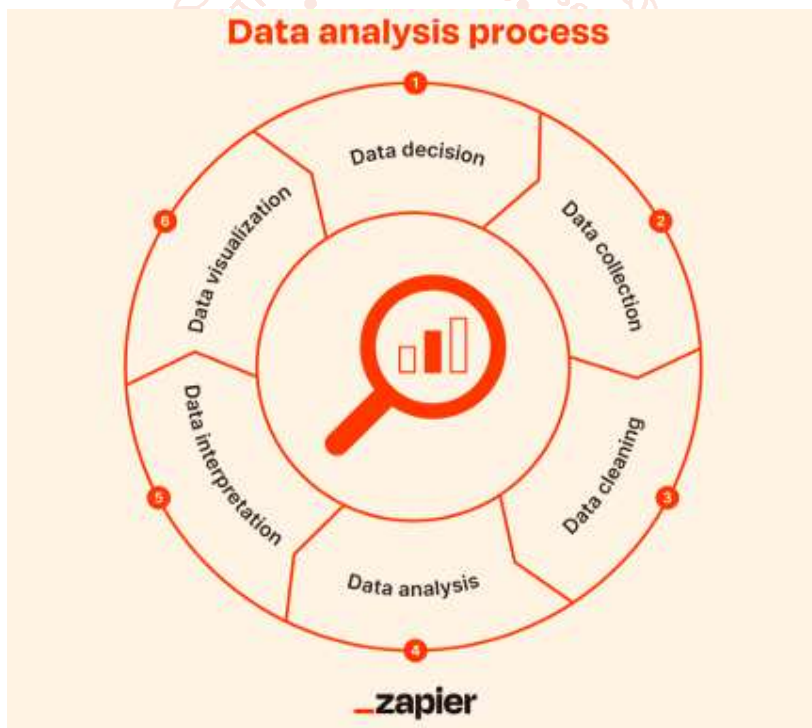 Data analysis process
1
Data decision
2
Data collection
3
Data cleaning
4
Data analysis
5
Data interpretation
6
Data visualization
_zapier